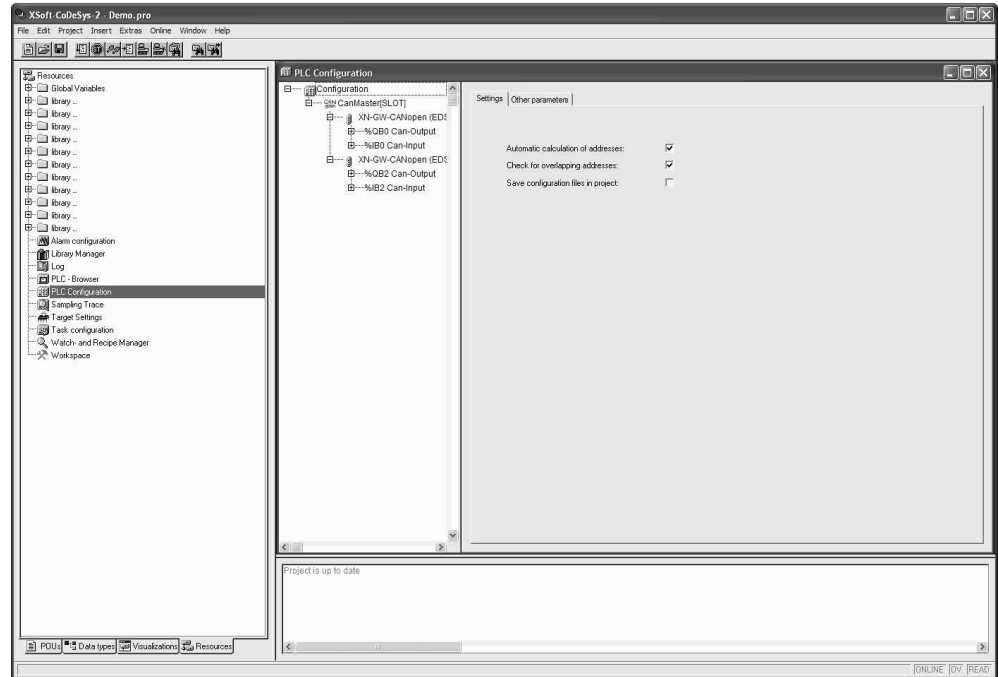 XSoft-CoDeSys-2 - Demo.pro
File Edit Project Insert Extras Online Window Help
Resources
Global Variables
library ..
library ..
library ..
library ..
library ..
library ..
library ..
library ..
library ..
library ..
library ..
Alarm configuration
Library Manager
Log
PLC - Browser
PLC Configuration
Sampling Trace
Target Settings
Task configuration
Watch- and Recipe Manager
Workspace
POUs Data types Visualizations Resources
PLC Configuration
Configuration
CAN CanMaster[SLOT]
XN-GW-CANopen (EDS
%QB0 Can-Output
%IB0 Can-Input
XN-GW-CANopen (EDS
%QB2 Can-Output
%IB2 Can-Input
Settings Other parameters
Automatic calculation of addresses:
Check for overlapping addresses:
Save configuration files in project:
Project is up to date
ONLINE OV READ